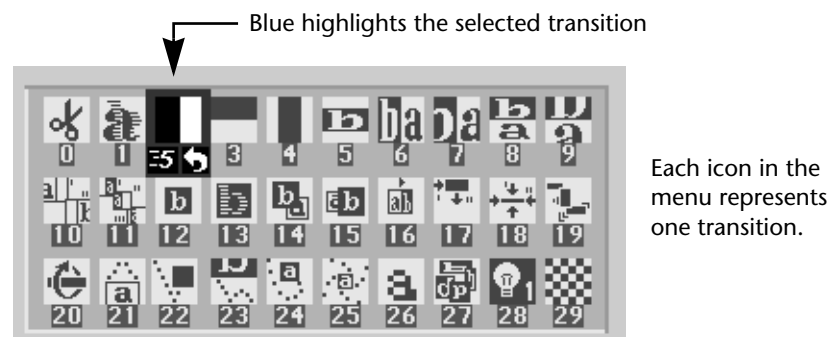 Blue highlights the selected transition
a b b a b a b a b a
0 1 Ξ5 3 4 5 6 7 8 9
Each icon in the
menu represents
one transition.
a b a b b b a a b a b
10 11 12 13 14 15 16 17 18 19
a a a a d p 1
20 21 22 23 24 25 26 27 28 29